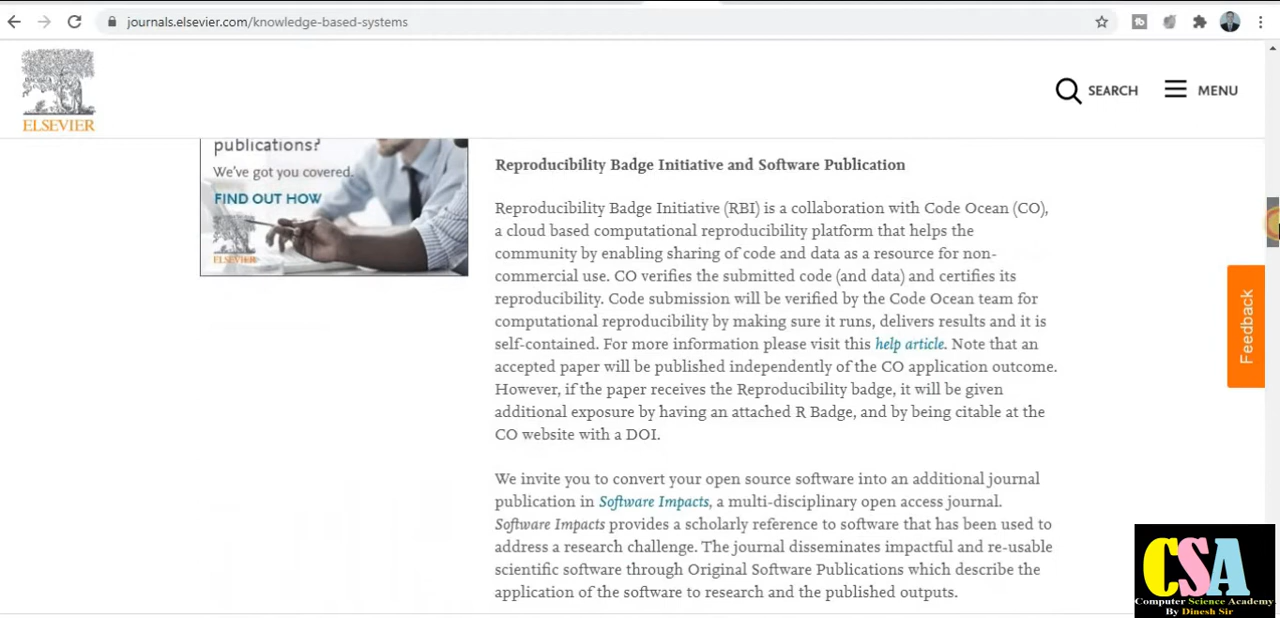 journals.elsevier.com/knowledge-based-systems
ELSEVIER
SEARCH
MENU
publications?
We've got you covered.
FIND OUT HOW
ELSEVIER
Reproducibility Badge Initiative and Software Publication
Reproducibility Badge Initiative (RBI) is a collaboration with Code Ocean (CO),
a cloud based computational reproducibility platform that helps the
community by enabling sharing of code and data as a resource for non-
commercial use. CO verifies the submitted code (and data) and certifies its
reproducibility. Code submission will be verified by the Code Ocean team for
computational reproducibility by making sure it runs, delivers results and it is
self-contained. For more information please visit this help article. Note that an
accepted paper will be published independently of the CO application outcome.
However, if the paper receives the Reproducibility badge, it will be given
additional exposure by having an attached R Badge, and by being citable at the
CO website with a DOI.
We invite you to convert your open source software into an additional journal
publication in Software Impacts, a multi-disciplinary open access journal.
Software Impacts provides a scholarly reference to software that has been used to
address a research challenge. The journal disseminates impactful and re-usable
scientific software through Original Software Publications which describe the
application of the software to research and the published outputs.
Feedback
CSA
Computer Science Academy
By Dinesh Sir